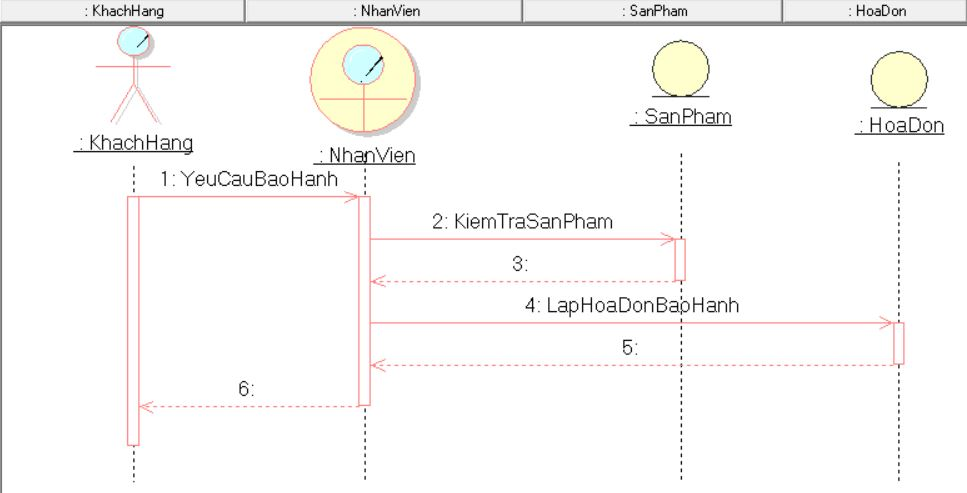 : KhachHang : NhanVien : SanPham : HoaDon
: KhachHang
: NhanVien
: SanPham
: HoaDon
1: YeuCauBaoHanh
2: KiemTraSanPham
3:
4: LapHoaDonBaoHanh
5:
6: